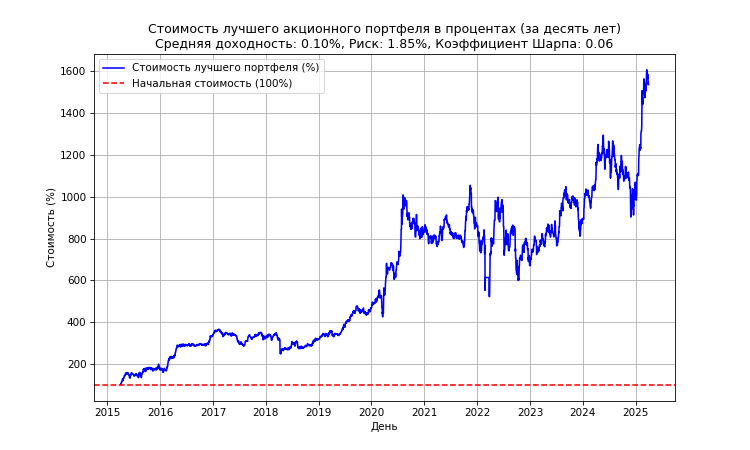 Стоимость лучшего акционного портфеля в процентах (за десять лет)
Средняя доходность: 0.10%, Риск: 1.85%, Коэффициент Шарпа: 0.06
Стоимость лучшего портфеля (%)
Начальная стоимость (100%)
Стоимость (%)
1600
1400
1200
1000
800
600
400
200
2015 2016 2017 2018 2019 2020 2021 2022 2023 2024 2025
День